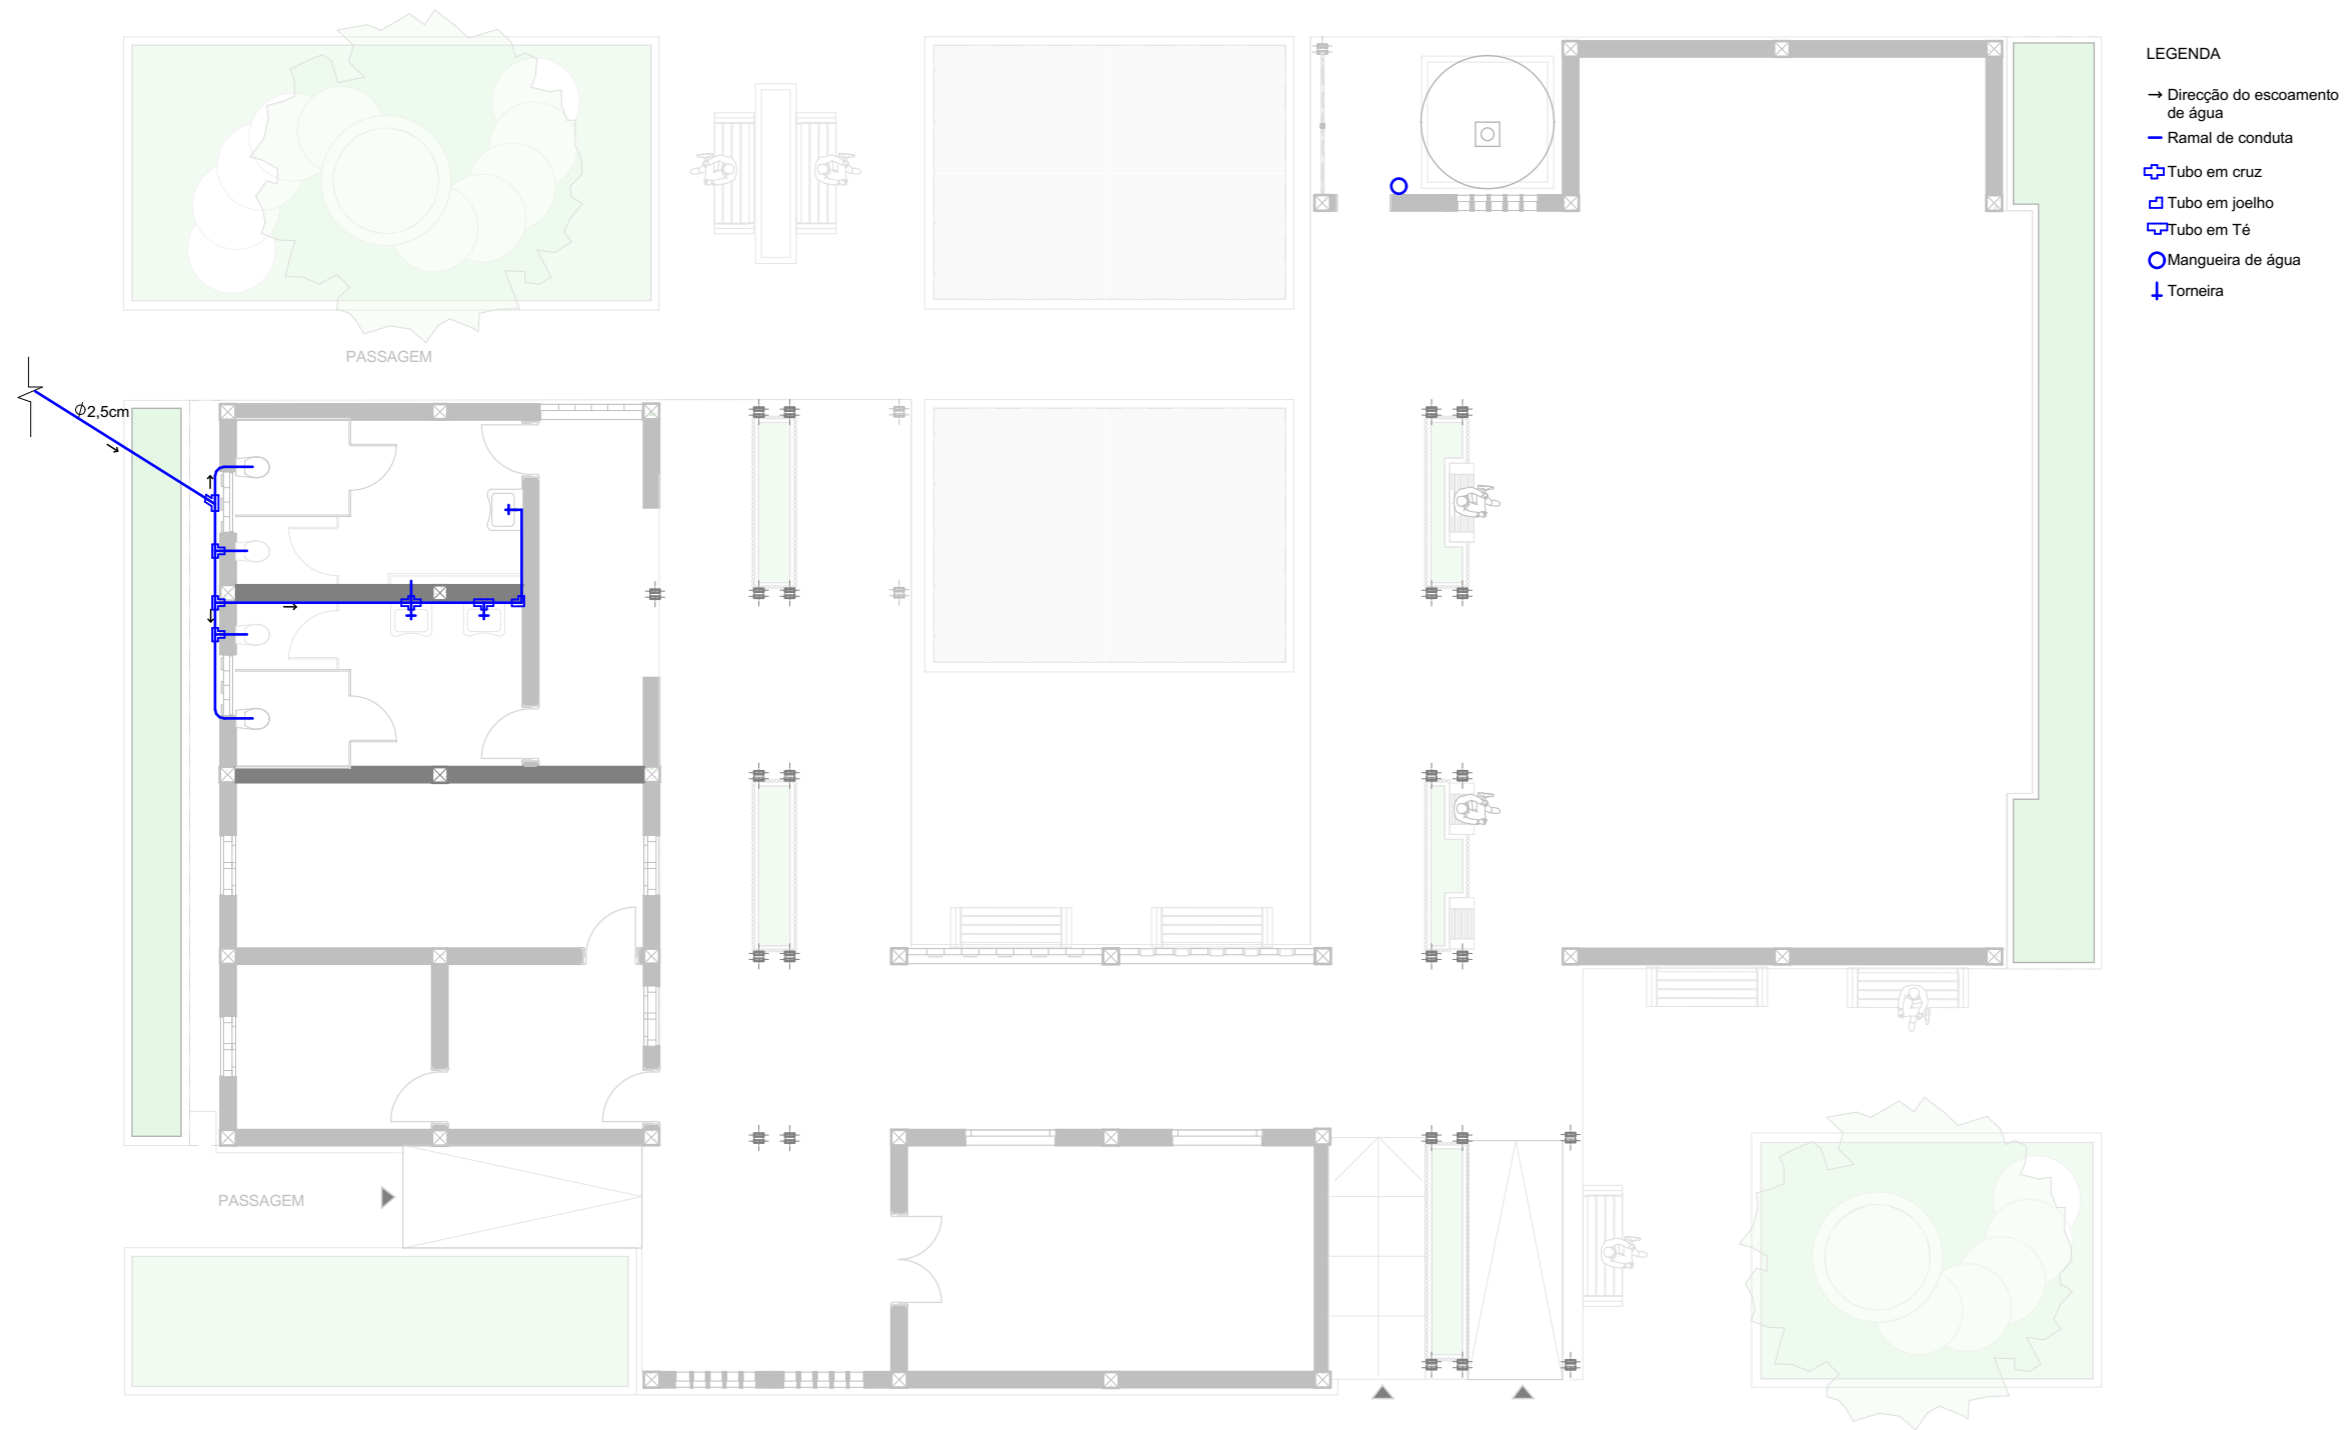 LEGENDA
Direcção do escoamento
de água
Ramal de conduta
Tubo em cruz
Tubo em joelho
Tubo em Té
Mangueira de água
Torneira
PASSAGEM
∅2,5cm
PASSAGEM